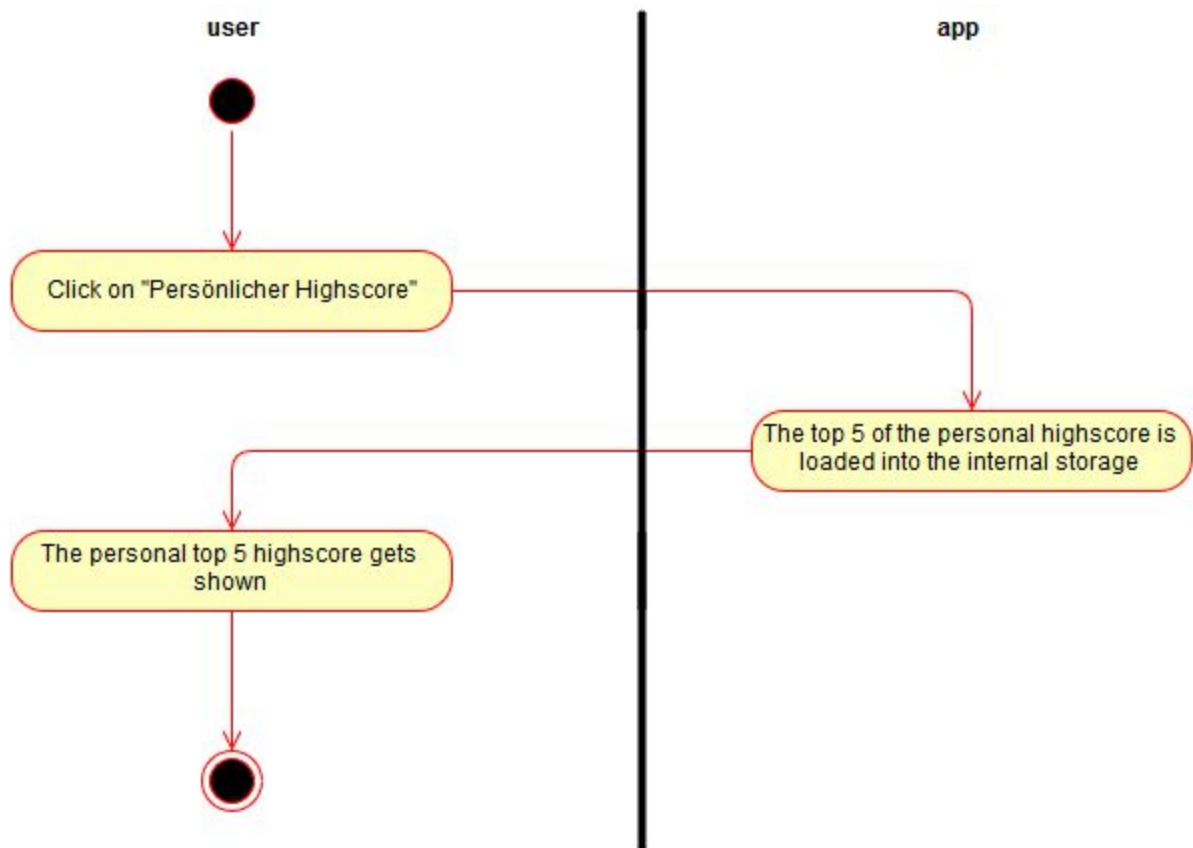 user
app
Click on "Persönlicher Highscore"
The top 5 of the personal highscore is
loaded into the internal storage
The personal top 5 highscore gets
shown